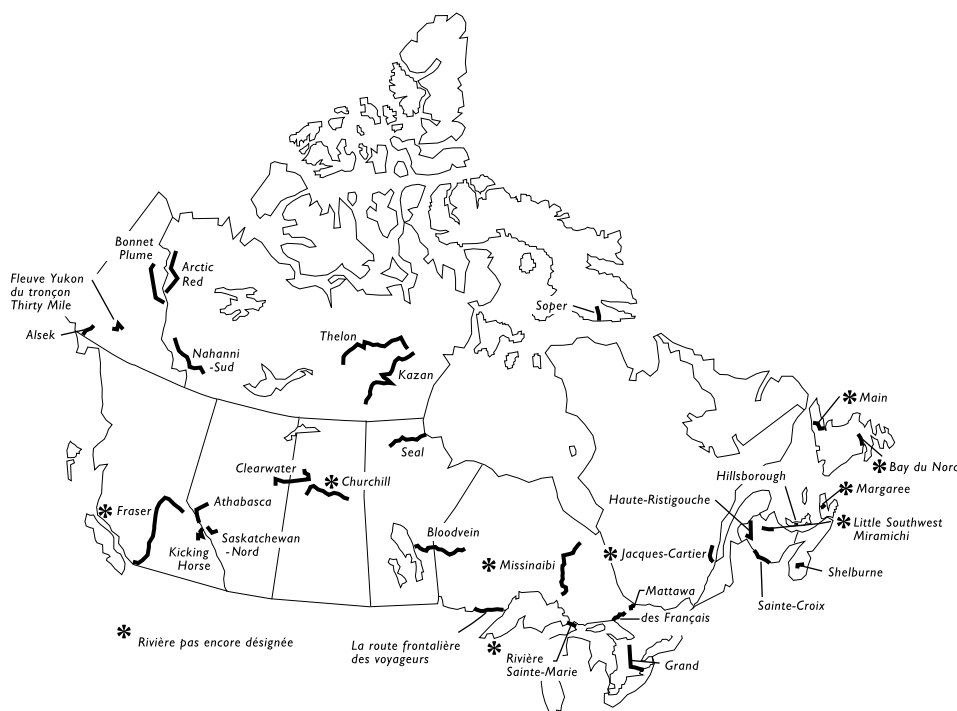 Bonnet
Plume
Arctic
Red
Fleuve Yukon
du tronçon
Thirty Mile
Alsek
Nahanni
-Sud
Thelon
Kazan
Soper
Seal
Clearwater
* Churchill
Athabasca
* Fraser
Saskatchewan
-Nord
Kicking
Horse
Bloodvein
* Missinaibi
* Main
* Bay du Nord
Hillsborough
* Margaree
Haute-Ristigouche
* Little Southwest
Miramichi
* Jacques-Cartier
Shelburne
Sainte-Croix
Mattawa
des Français
La route frontalière
des voyageurs
*
Rivière
Sainte-Marie
Grand
* Rivière pas encore désignée